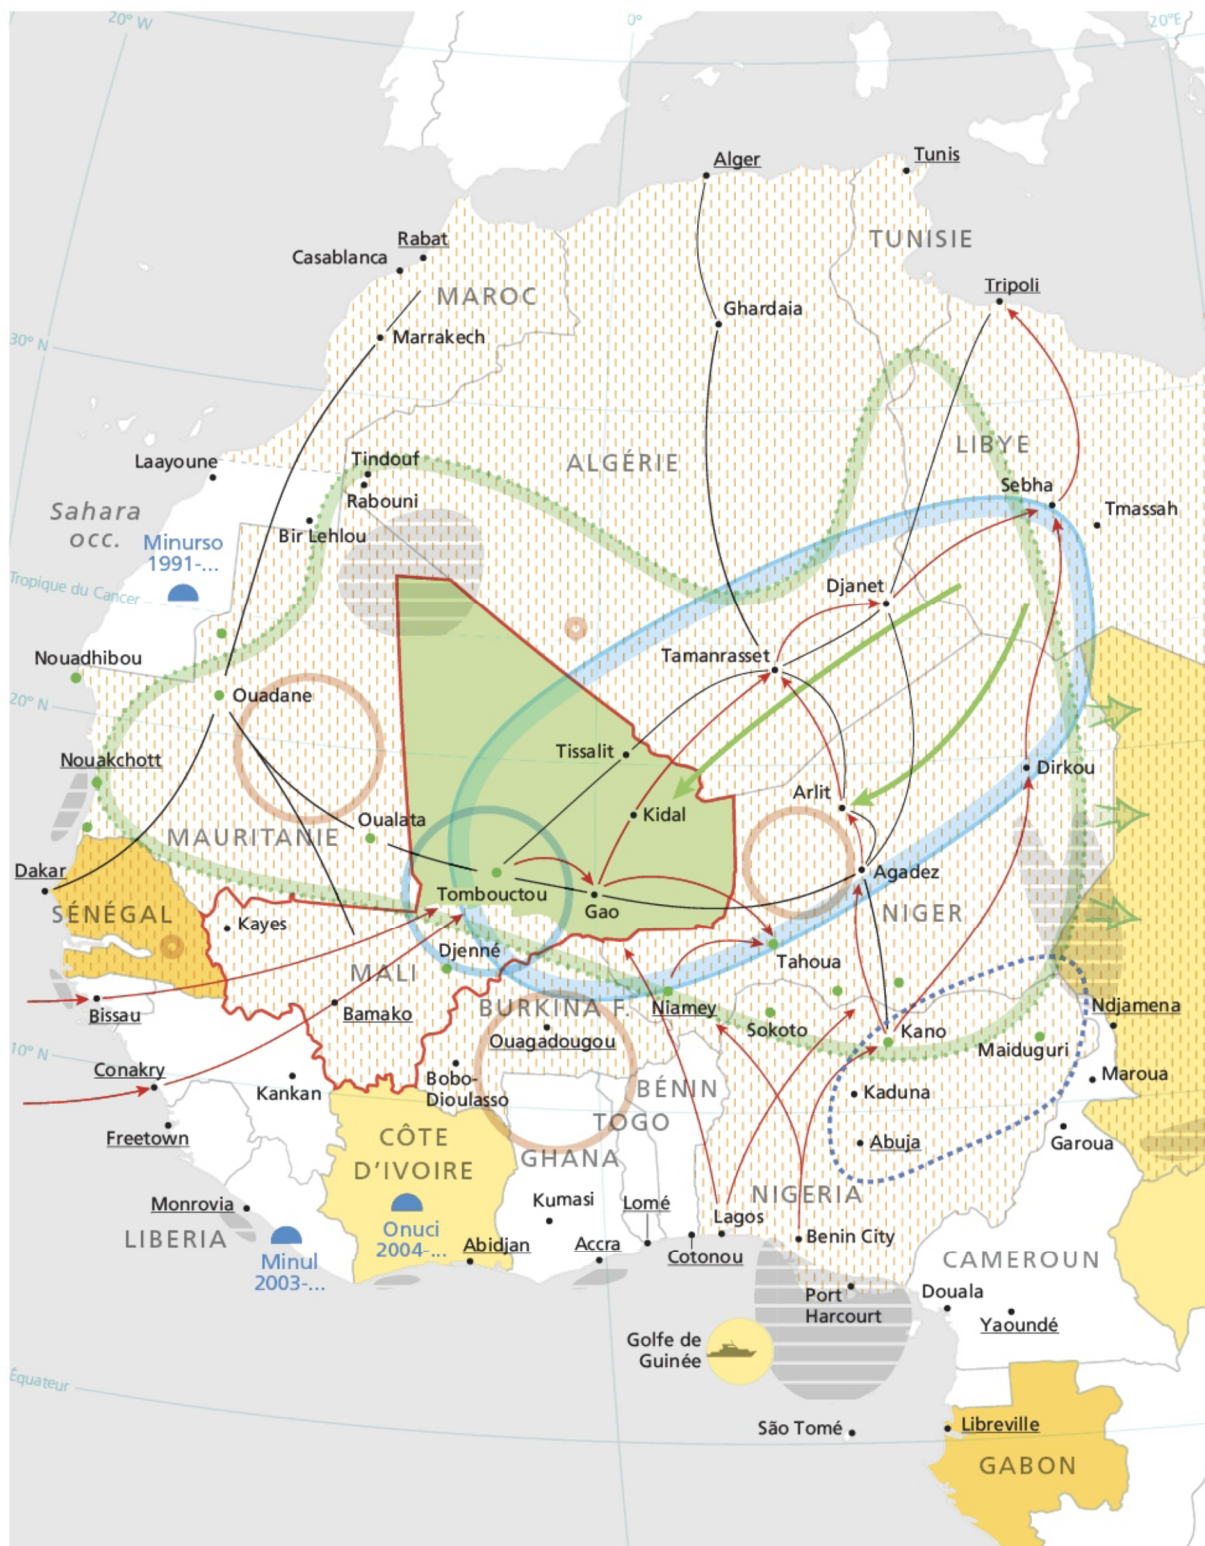 20° W
0°
20°E
Alger
Tunis
TUNISIE
Rabat
Casablanca
Tripoli
MAROC
Ghardaia
Marrakech
30° N
LIBYE
Tindouf
ALGÉRIE
Laayoune
Sebha
Rabouni
Tmassah
Sahara
occ.
Bir Lehlou
Minurso
1991-...
Tropique du Cancer
Djanet
Nouadhibou
Tamanrasset
Ouadane
20° N
Tissalit
Nouakchott
Dirkou
Arlit
Kidal
Oualata
MAURITANIE
Dakar
Agadez
Tombouctou
SÉNÉGAL
Gao
NIGER
Kayes
Djenné
Tahoua
MALI
BURKINA F.
Niamey
Ndjamena
Bissau
Bamako
Sokoto
Kano
Ouagadougou
Maiduguri
10° N
Conakry
Maroua
Kankan
Bobo-
Dioulasso
BÉNIN
Kaduna
TOGO
Freetown
CÔTE
D'IVOIRE
Abuja
Garoua
GHANA
NIGERIA
Monrovia
Kumasi
Lomé
Lagos
LIBERIA
Onuci
2004-...
Benin City
Minul
2003-...
Abidjan
Accra
Cotonou
CAMEROUN
Port
Harcourt
Douala
Yaoundé
Golfe de
Guinée
Équateur
São Tomé
Libreville
GABON